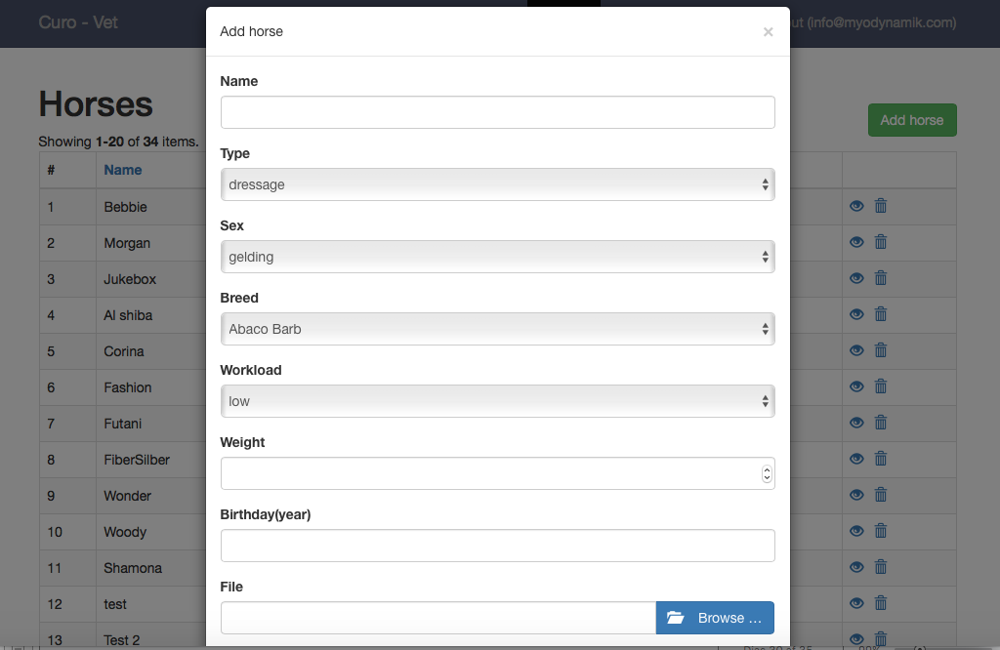 Curo - Vet
ut (info@myodynamik.com)
Add horse
×
Horses
Add horse
Showing 1-20 of 34 items.
# Name
1 Bebbie
2 Morgan
3 Jukebox
4 Al shiba
5 Corina
6 Fashion
7 Futani
8 FiberSilber
9 Wonder
10 Woody
11 Shamona
12 test
13 Test 2
Name
Type
dressage
Sex
gelding
Breed
Abaco Barb
Workload
low
Weight
Birthday(year)
File
Browse ...